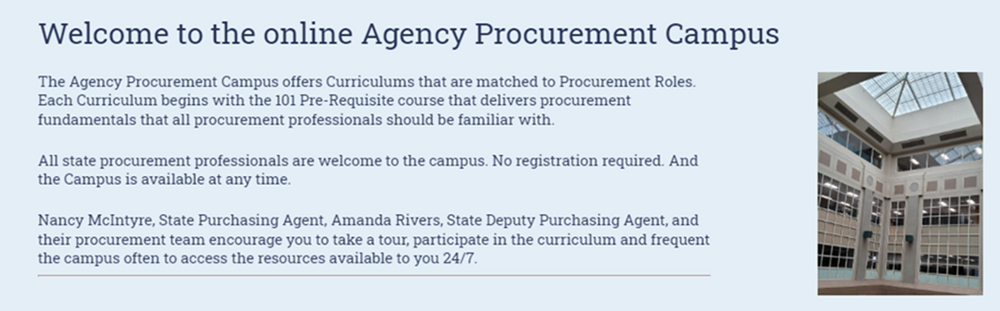 Welcome to the online Agency Procurement Campus
The Agency Procurement Campus offers Curriculums that are matched to Procurement Roles.
Each Curriculum begins with the 101 Pre-Requisite course that delivers procurement
fundamentals that all procurement professionals should be familiar with.
All state procurement professionals are welcome to the campus. No registration required. And
the Campus is available at any time.
Nancy McIntyre, State Purchasing Agent, Amanda Rivers, State Deputy Purchasing Agent, and
their procurement team encourage you to take a tour, participate in the curriculum and frequent
the campus often to access the resources available to you 24/7.